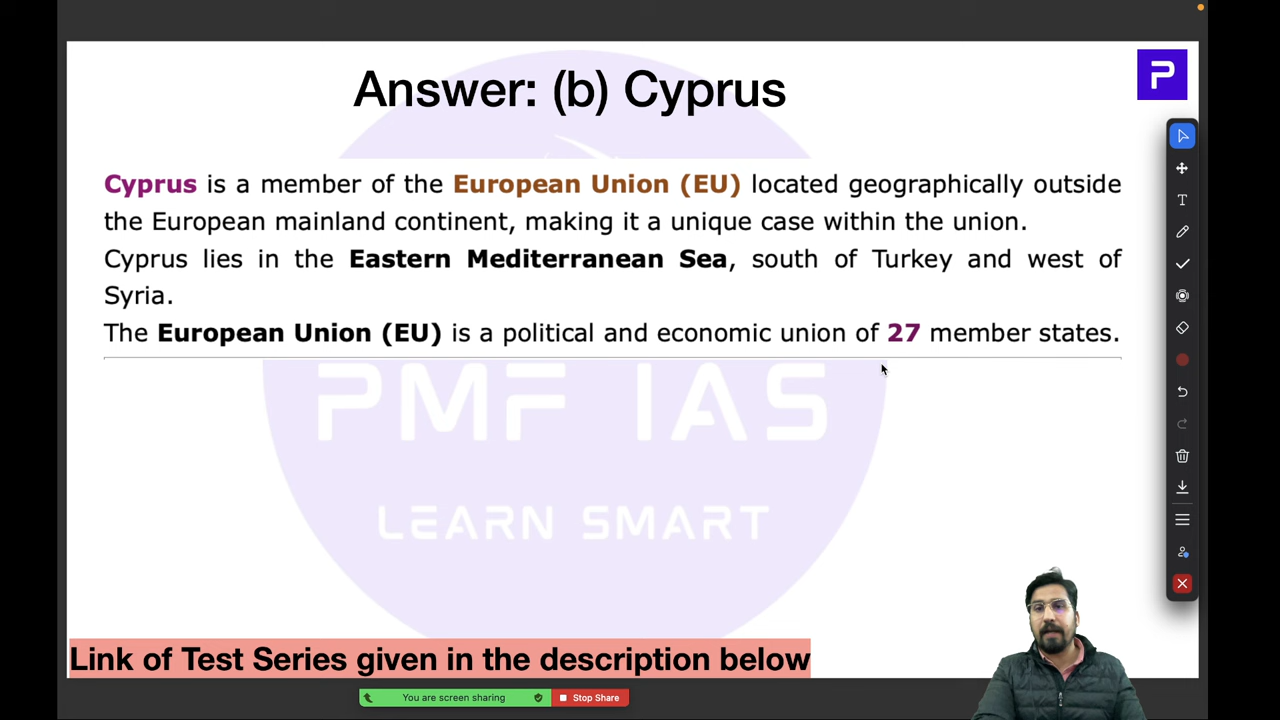 Answer: (b) Cyprus
P
Cyprus is a member of the European Union (EU) located geographically outside
the European mainland continent, making it a unique case within the union.
Cyprus lies in the Eastern Mediterranean Sea, south of Turkey and west of
Syria.
The European Union (EU) is a political and economic union of 27 member states.
PMF IAS
LEARN SMART
T
Link of Test Series given in the description below
You are screen sharing
Stop Share